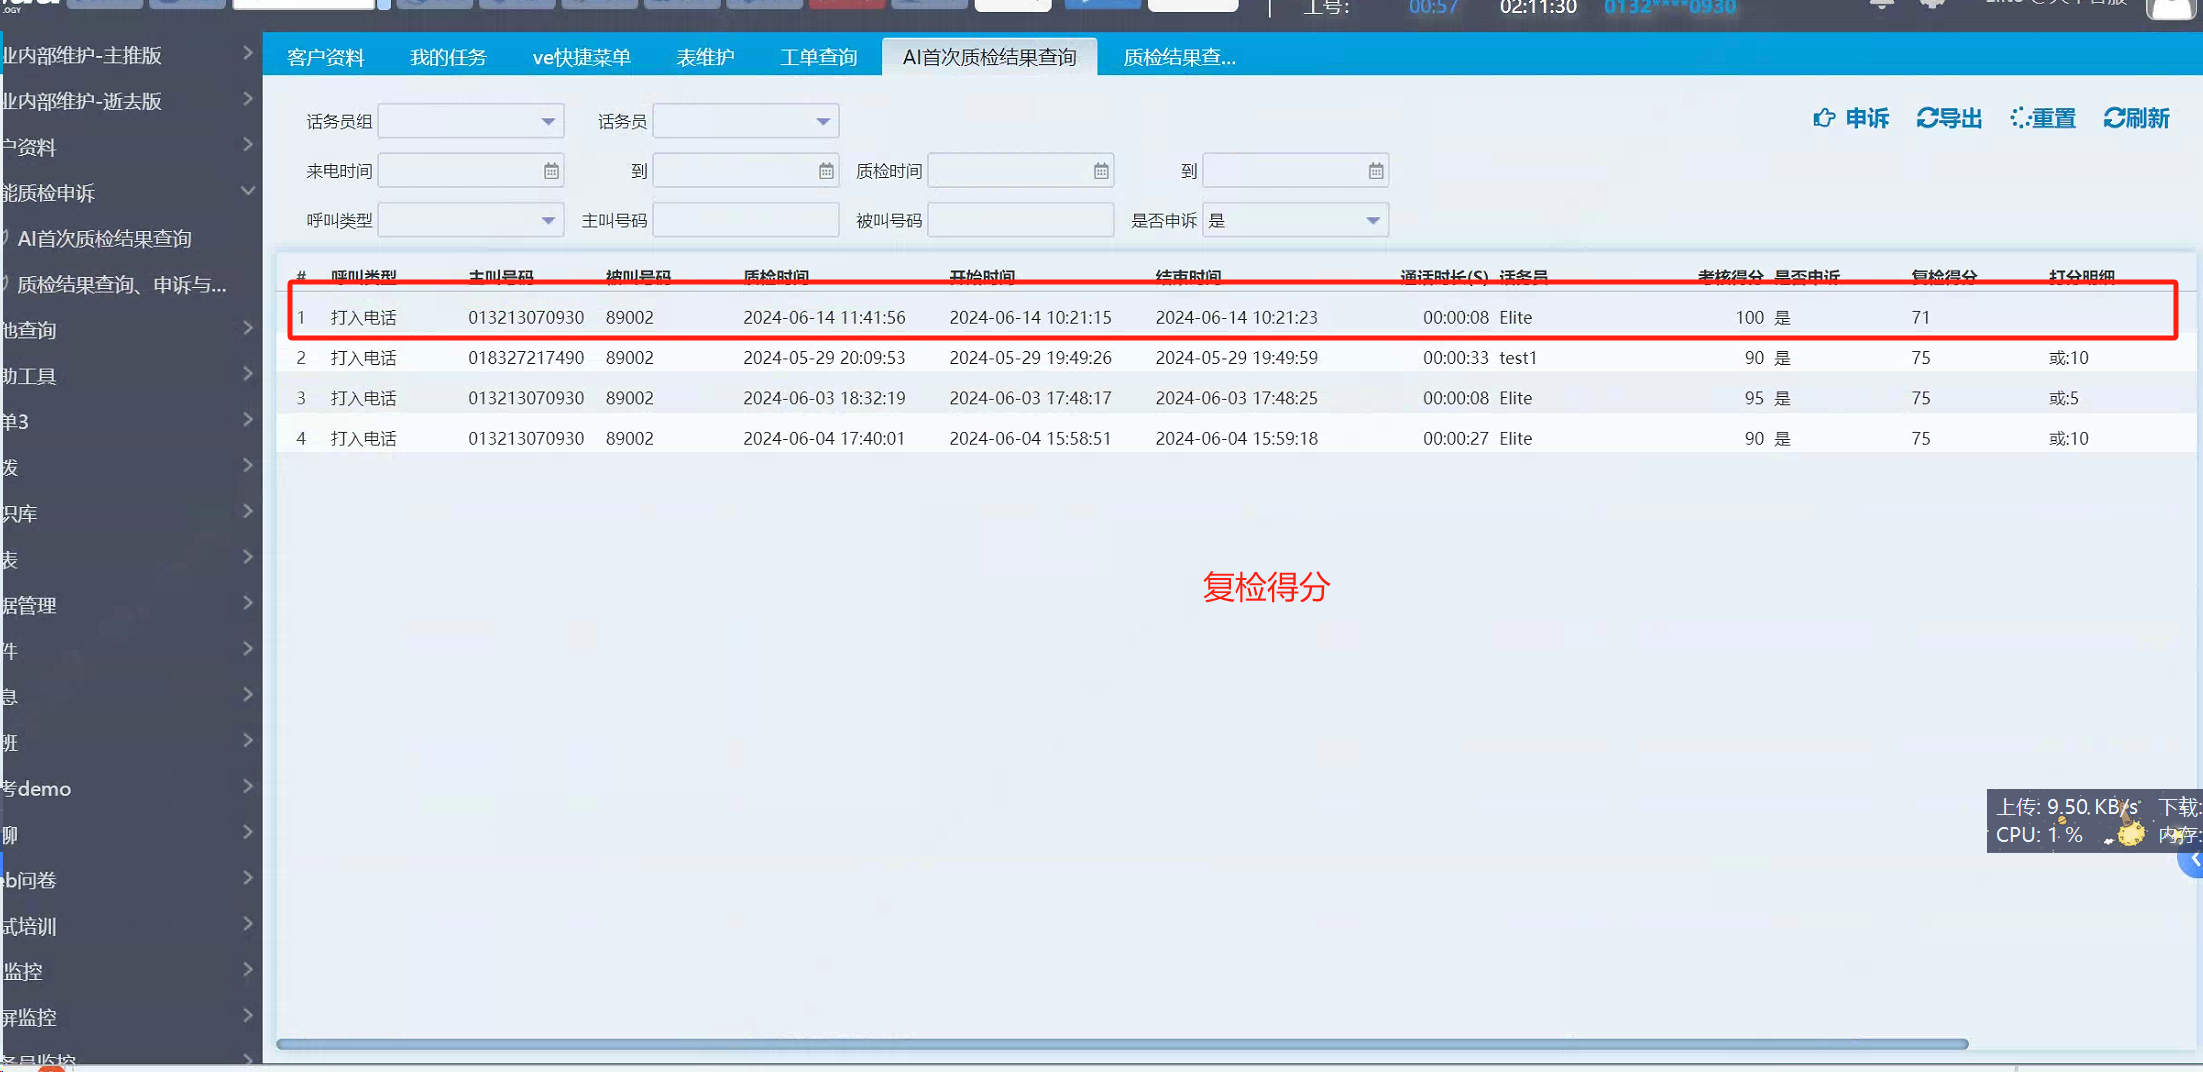 OGY
工号:
00:57
02:11:30
0132****0930
客户资料
我的任务
ve快捷菜单
表维护
工单查询
AI首次质检结果查询
质检结果查...
业内部维护-主推版
业内部维护-逝去版
户资料
能质检申诉
AI首次质检结果查询
质检结果查询、申诉与...
他查询
助工具
单3
拨
识库
表
据管理
件
息
班
考demo
聊
eb问卷
试培训
监控
屏监控
务员监控
话务员组
话务员
申诉
导出
重置
刷新
来电时间
到
质检时间
到
呼叫类型
主叫号码
被叫号码
是否申诉 是
# 呼叫类型 主叫号码 被叫号码 质检时间 开始时间 结束时间 通话时长(S) 话务员 考核得分 是否申诉 复检得分 打分明细
1 打入电话 013213070930 89002 2024-06-14 11:41:56 2024-06-14 10:21:15 2024-06-14 10:21:23 00:00:08 Elite 100 是 71
2 打入电话 018327217490 89002 2024-05-29 20:09:53 2024-05-29 19:49:26 2024-05-29 19:49:59 00:00:33 test1 90 是 75 或:10
3 打入电话 013213070930 89002 2024-06-03 18:32:19 2024-06-03 17:48:17 2024-06-03 17:48:25 00:00:08 Elite 95 是 75 或:5
4 打入电话 013213070930 89002 2024-06-04 17:40:01 2024-06-04 15:58:51 2024-06-04 15:59:18 00:00:27 Elite 90 是 75 或:10
复检得分
上传: 9.50 KB/s 下载:
CPU: 1 % 内存: